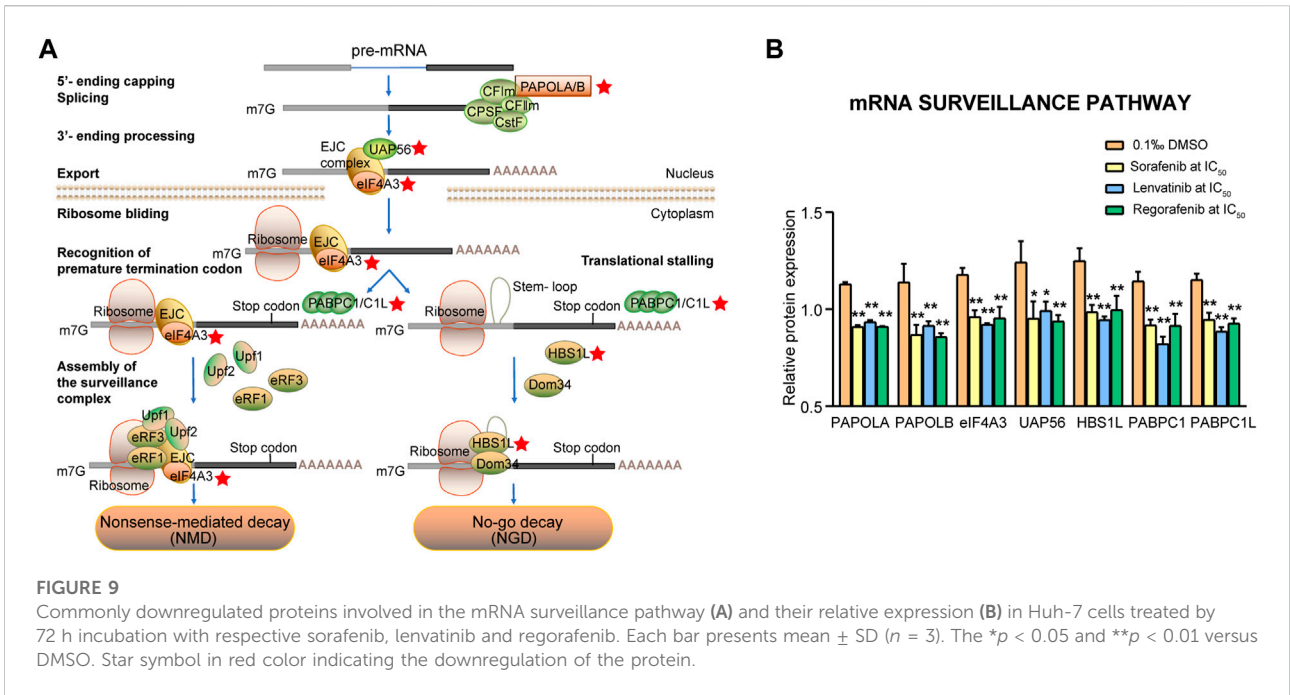 A
pre-mRNA
5'- ending capping
Splicing
m7G
CFIm
PAPOLA/B
CPSF
CFIIm
CstF
3'- ending processing
EJC
complex
UAP56
eIF4A3
m7G
AAAAAAA
Export
Nucleus
Ribosome bliding
Cytoplasm
Ribosome
EJC
eIF4A3
m7G
AAAAAAA
Recognition of
premature termination codon
Translational stalling
Ribosome
EJC
eIF4A3
m7G
Stop codon
PABPC1/C1L
AAAAAAA
Stem- loop
Ribosome
m7G
Stop codon
PABPC1/C1L
AAAAAAA
Assembly of
the surveillance
complex
Upf1
Upf2
eRF3
eRF1
HBS1L
Dom34
Upf1
eRF3
Upf2
eRF1
EJC
eIF4A3
Ribosome
m7G
Stop codon
AAAAAAA
Ribosome
HBS1L
Dom34
m7G
Stop codon
AAAAAAA
Nonsense-mediated decay
(NMD)
No-go decay
(NGD)
B
mRNA SURVEILLANCE PATHWAY
0.1‰ DMSO
Sorafenib at IC50
Lenvatinib at IC50
Regorafenib at IC50
Relative protein expression
1.5
1.0
0.5
** ** **
** ** **
** ** **
* * **
** ** **
** ** **
** ** **
PAPOLA PAPOLB eIF4A3 UAP56 HBS1L PABPC1 PABPC1L
FIGURE 9
Commonly downregulated proteins involved in the mRNA surveillance pathway (A) and their relative expression (B) in Huh-7 cells treated by
72 h incubation with respective sorafenib, lenvatinib and regorafenib. Each bar presents mean ± SD (n = 3). The *p < 0.05 and **p < 0.01 versus
DMSO. Star symbol in red color indicating the downregulation of the protein.